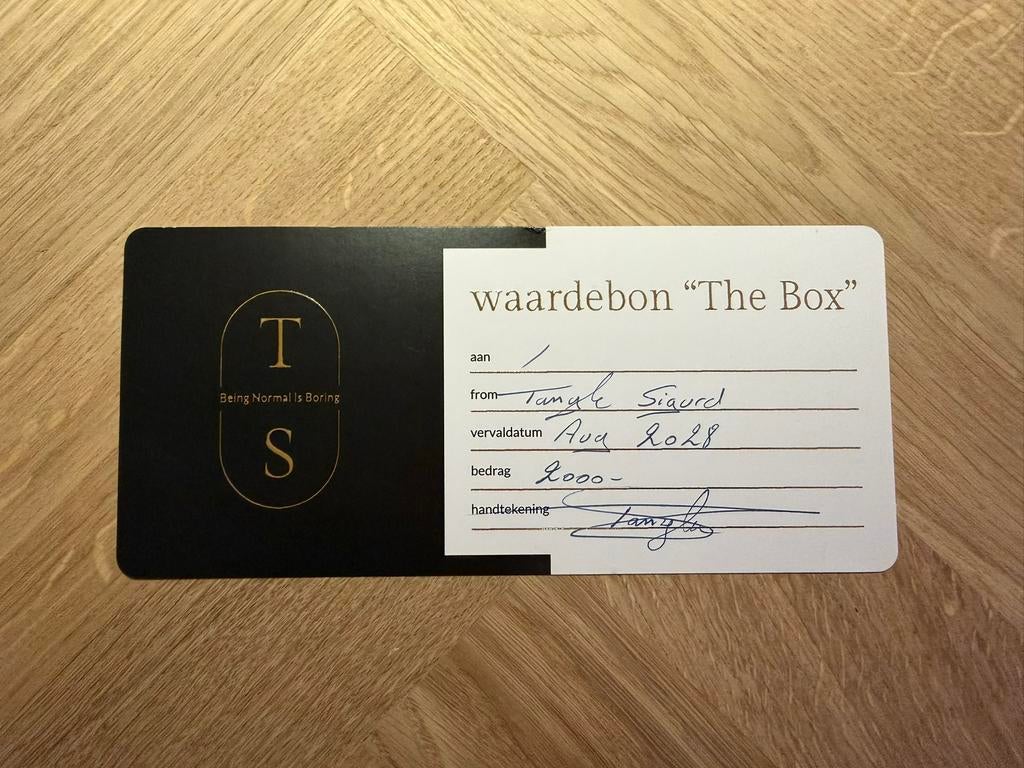 T
Being Normal Is Boring
S
waardebon “The Box”
aan /
from Tangle Sigurd
vervaldatum Aug 2028
bedrag 2000-
handtekening